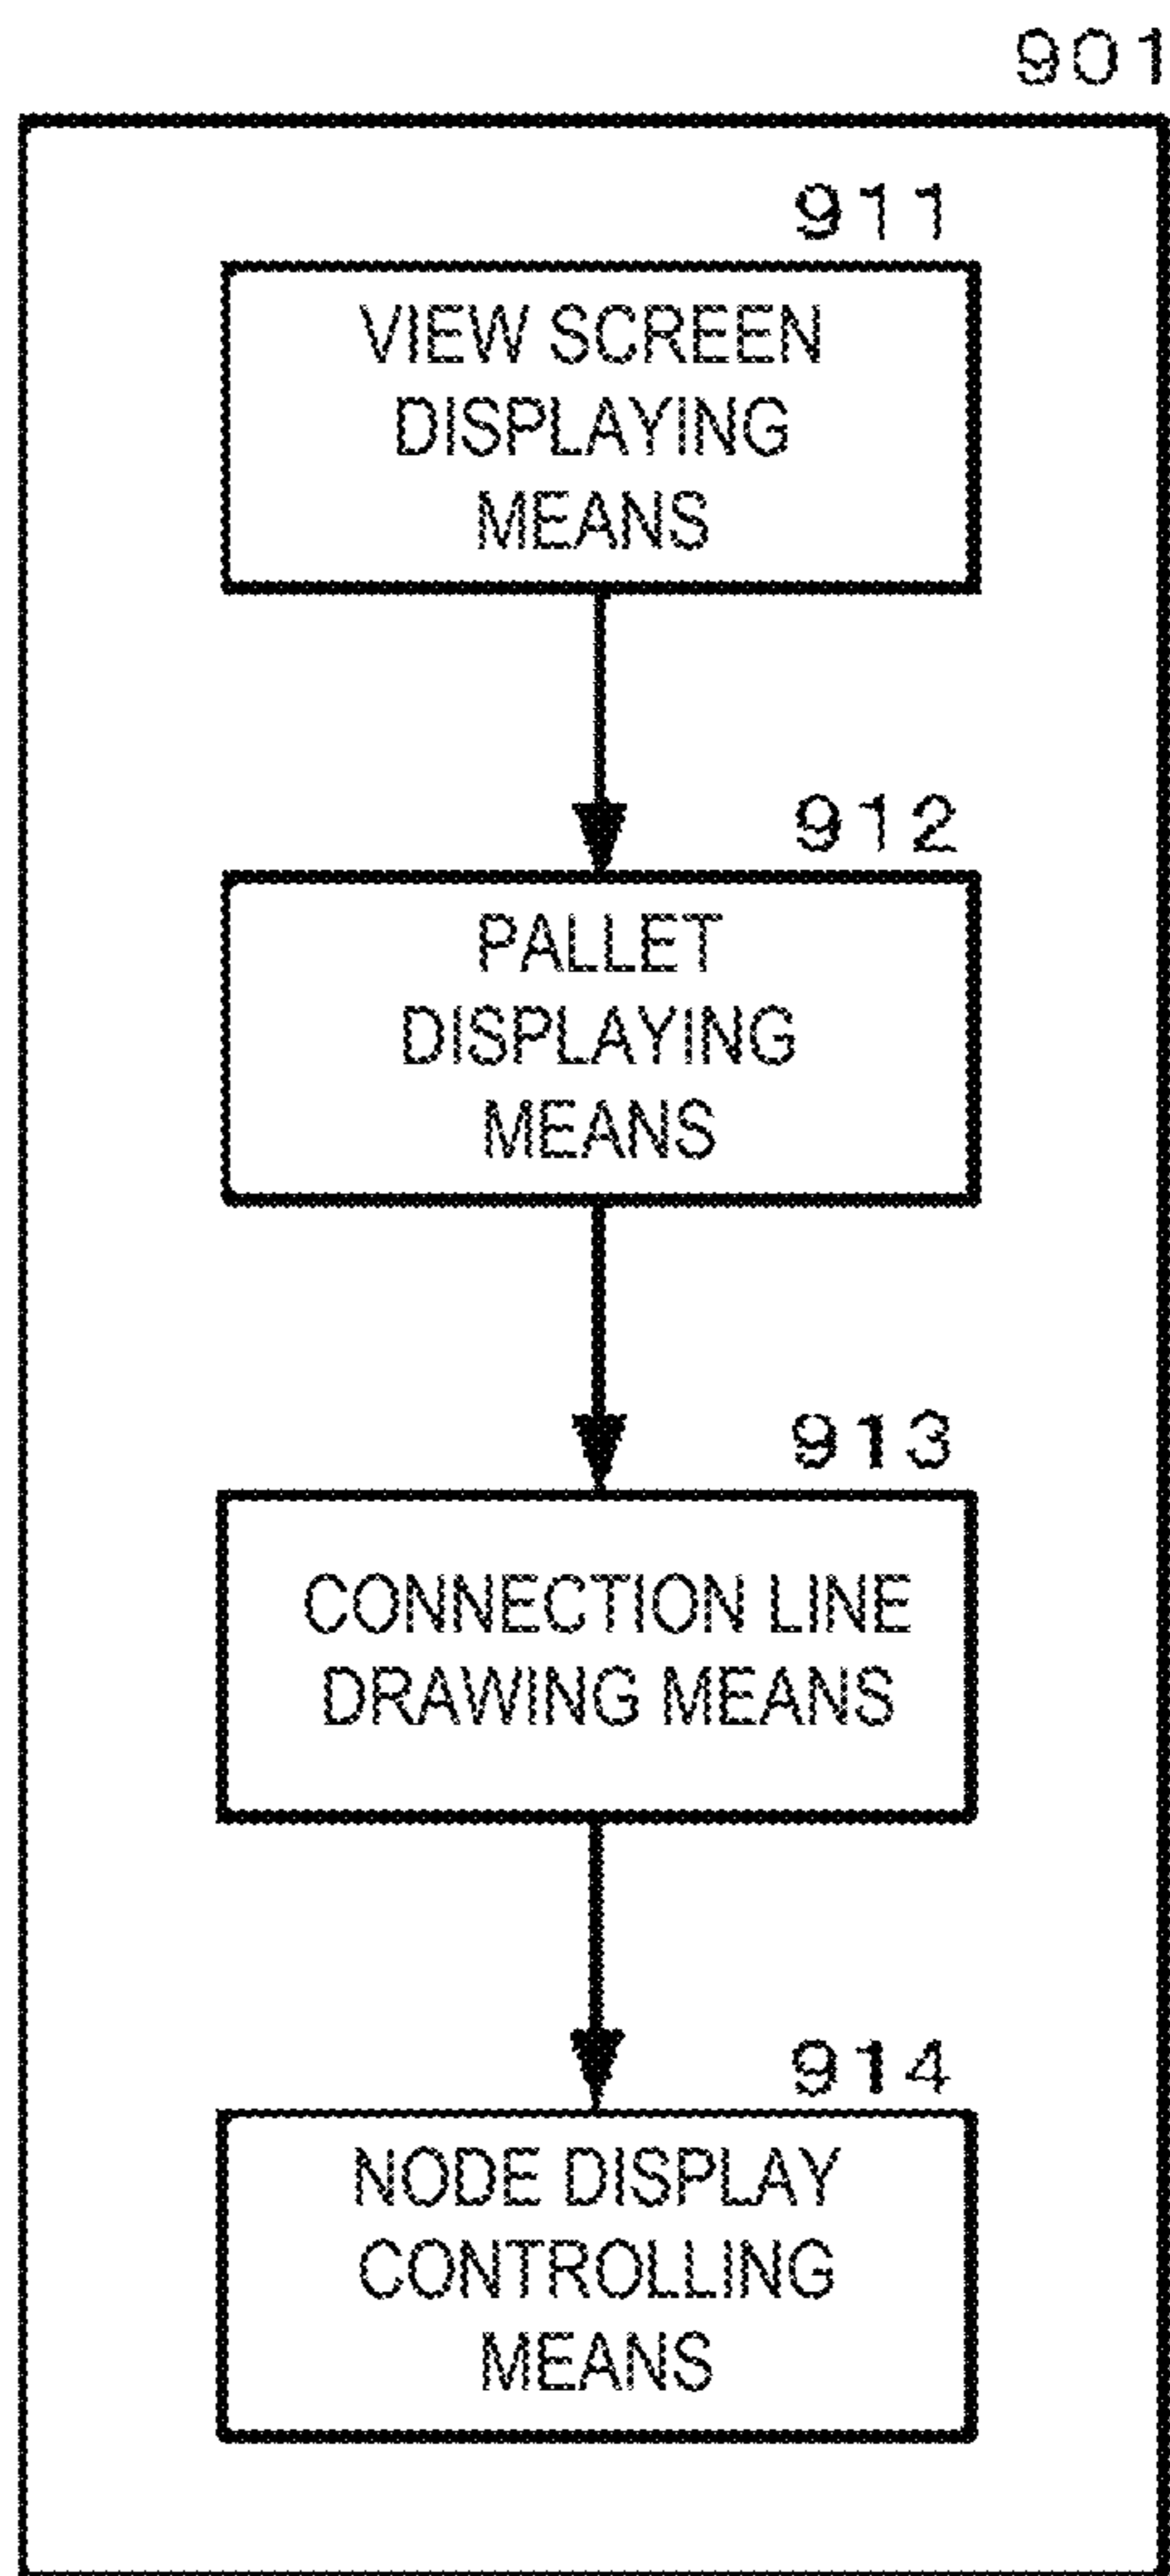 901
911
VIEW SCREEN
DISPLAYING
MEANS
912
PALLET
DISPLAYING
MEANS
913
CONNECTION LINE
DRAWING MEANS
914
NODE DISPLAY
CONTROLLING
MEANS